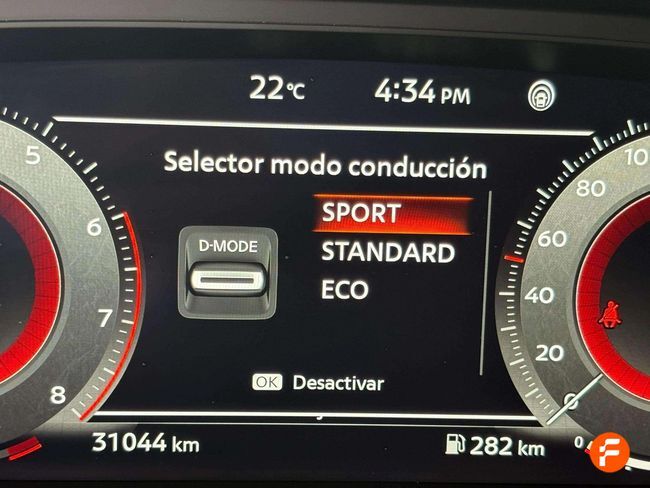 22°C 4:34 PM
Selector modo conducción
SPORT
D-MODE
STANDARD
ECO
OK Desactivar
31044 km
282 km
5
6
7
8
80
60
40
20
0
0